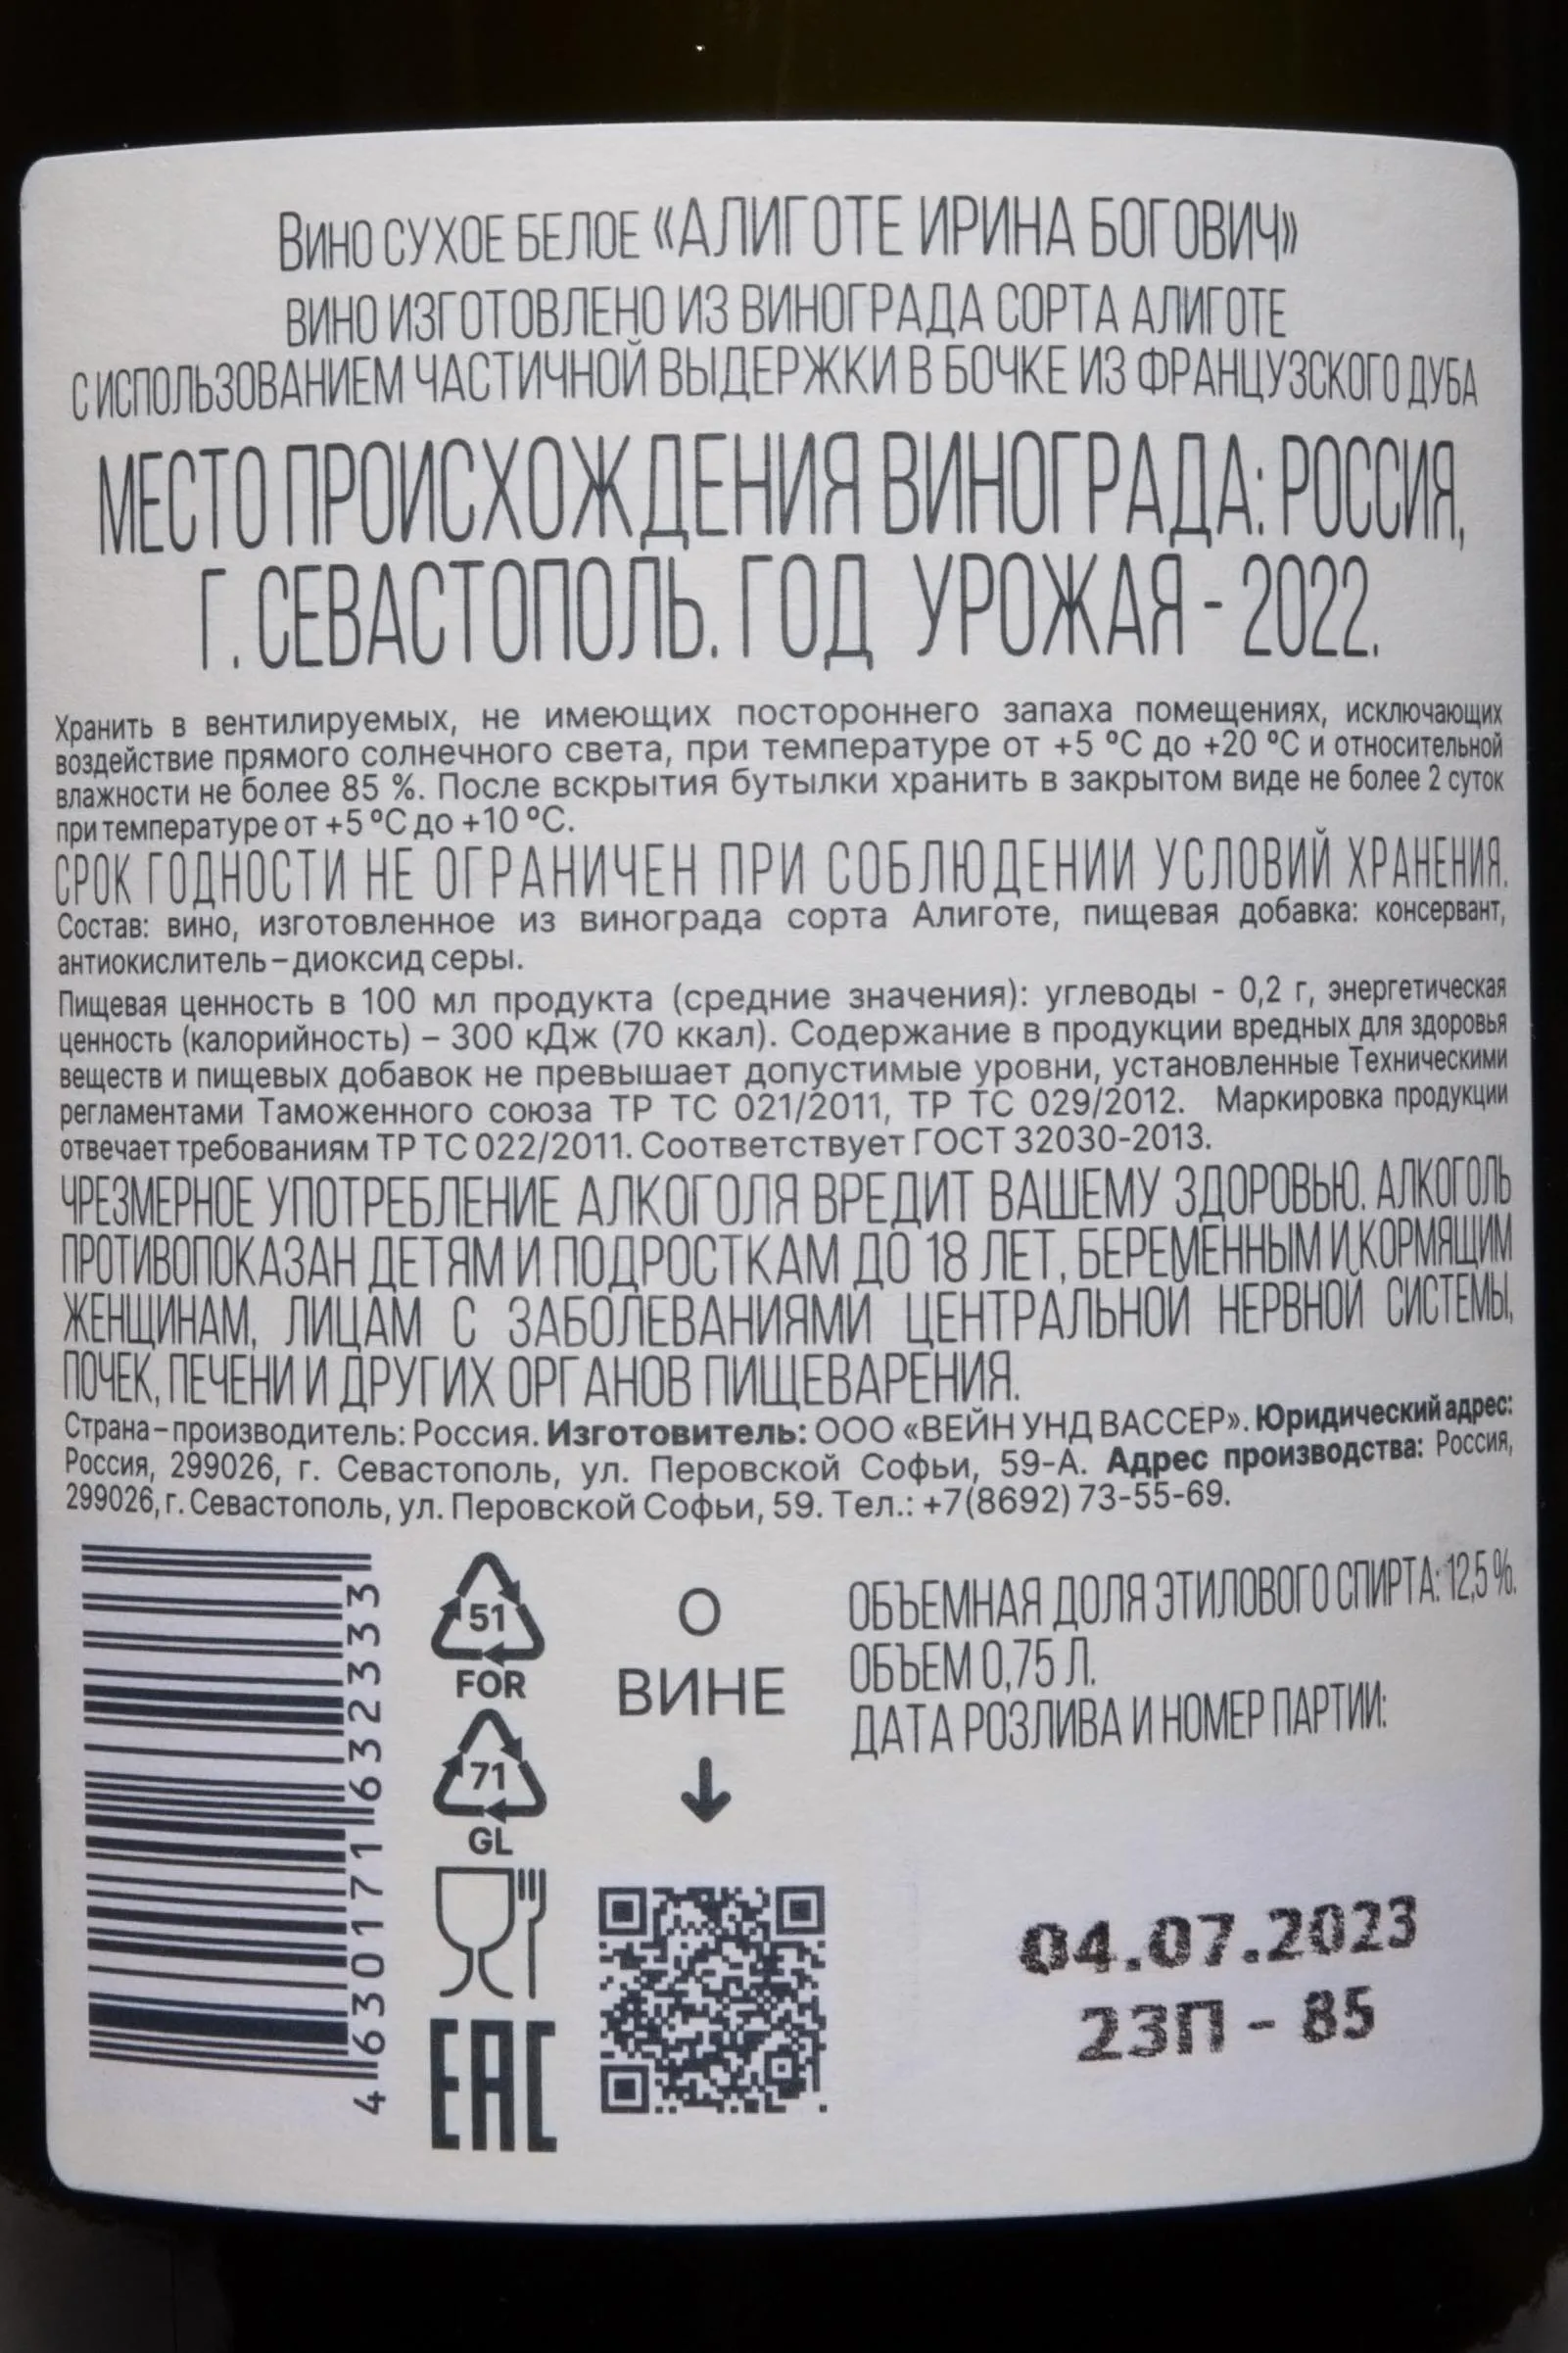 Вино сухое белое «АЛИГОТЕ ИРИНА БОГОВИЧ»
ВИНО ИЗГОТОВЛЕНО ИЗ ВИНОГРАДА СОРТА АЛИГОТЕ
С ИСПОЛЬЗОВАНИЕМ ЧАСТИЧНОЙ ВЫДЕРЖКИ В БОЧКЕ ИЗ ФРАНЦУЗСКОГО ДУБА
МЕСТО ПРОИСХОЖДЕНИЯ ВИНОГРАДА: РОССИЯ,
Г. СЕВАСТОПОЛЬ. ГОД УРОЖАЯ - 2022.
Хранить в вентилируемых, не имеющих постороннего запаха помещениях, исключающих
воздействие прямого солнечного света, при температуре от +5 °С до +20 °С и относительной
влажности не более 85 %. После вскрытия бутылки хранить в закрытом виде не более 2 суток
при температуре от +5 °С до +10 °С.
СРОК ГОДНОСТИ НЕ ОГРАНИЧЕН ПРИ СОБЛЮДЕНИИ УСЛОВИЙ ХРАНЕНИЯ.
Состав: вино, изготовленное из винограда сорта Алиготе, пищевая добавка: консервант,
антиокислитель – диоксид серы.
Пищевая ценность в 100 мл продукта (средние значения): углеводы - 0,2 г, энергетическая
ценность (калорийность) – 300 кДж (70 ккал). Содержание в продукции вредных для здоровья
веществ и пищевых добавок не превышает допустимые уровни, установленные Техническими
регламентами Таможенного союза ТР ТС 021/2011, ТР ТС 029/2012. Маркировка продукции
отвечает требованиям ТР ТС 022/2011. Соответствует ГОСТ 32030-2013.
ЧРЕЗМЕРНОЕ УПОТРЕБЛЕНИЕ АЛКОГОЛЯ ВРЕДИТ ВАШЕМУ ЗДОРОВЬЮ. АЛКОГОЛЬ
ПРОТИВОПОКАЗАН ДЕТЯМ И ПОДРОСТКАМ ДО 18 ЛЕТ, БЕРЕМЕННЫМ И КОРМЯЩИМ
ЖЕНЩИНАМ, ЛИЦАМ С ЗАБОЛЕВАНИЯМИ ЦЕНТРАЛЬНОЙ НЕРВНОЙ СИСТЕМЫ,
ПОЧЕК, ПЕЧЕНИ И ДРУГИХ ОРГАНОВ ПИЩЕВАРЕНИЯ.
Страна – производитель: Россия. Изготовитель: ООО «ВЕЙН УНД ВАССЕР». Юридический адрес:
Россия, 299026, г. Севастополь, ул. Перовской Софьи, 59-А. Адрес производства: Россия,
299026, г. Севастополь, ул. Перовской Софьи, 59. Тел.: +7(8692) 73-55-69.
4 630171 632333
51
FOR
71
GL
EAC
О
ВИНЕ
ОБЪЕМНАЯ ДОЛЯ ЭТИЛОВОГО СПИРТА: 12,5 %.
ОБЪЕМ 0,75 Л.
ДАТА РОЗЛИВА И НОМЕР ПАРТИИ:
04.07.2023
23П - 85